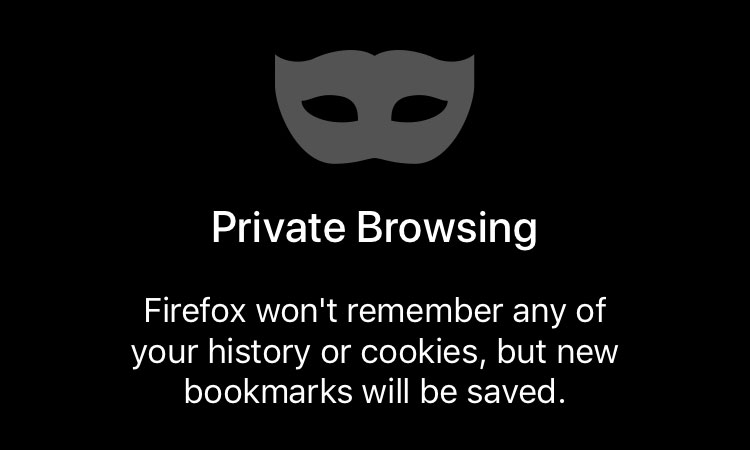 Private Browsing
Firefox won't remember any of
your history or cookies, but new
bookmarks will be saved.